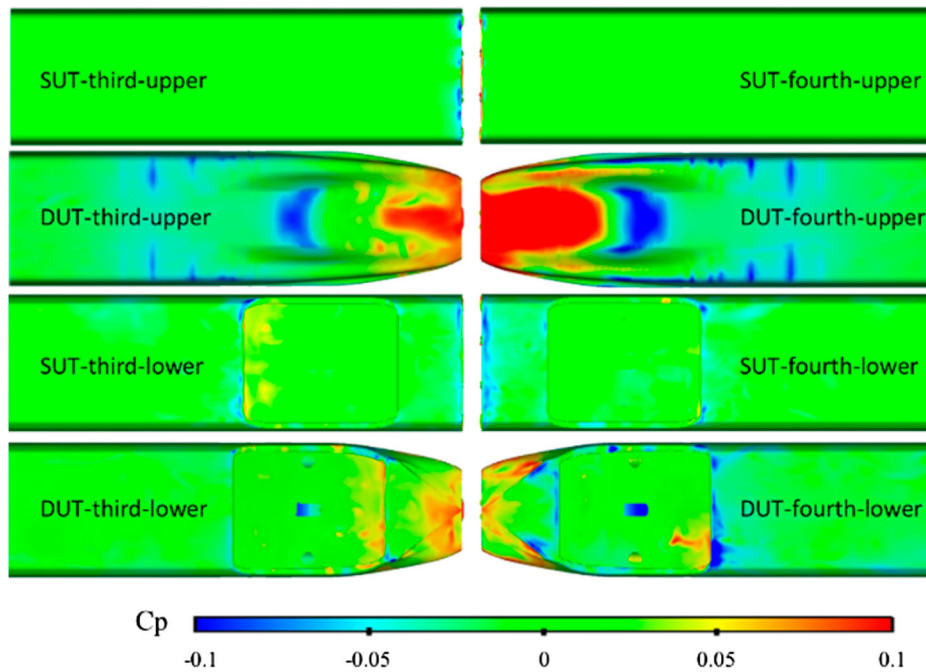 SUT-third-upper SUT-fourth-upper
DUT-third-upper DUT-fourth-upper
SUT-third-lower SUT-fourth-lower
DUT-third-lower DUT-fourth-lower
Cp
-0.1 -0.05 0 0.05 0.1